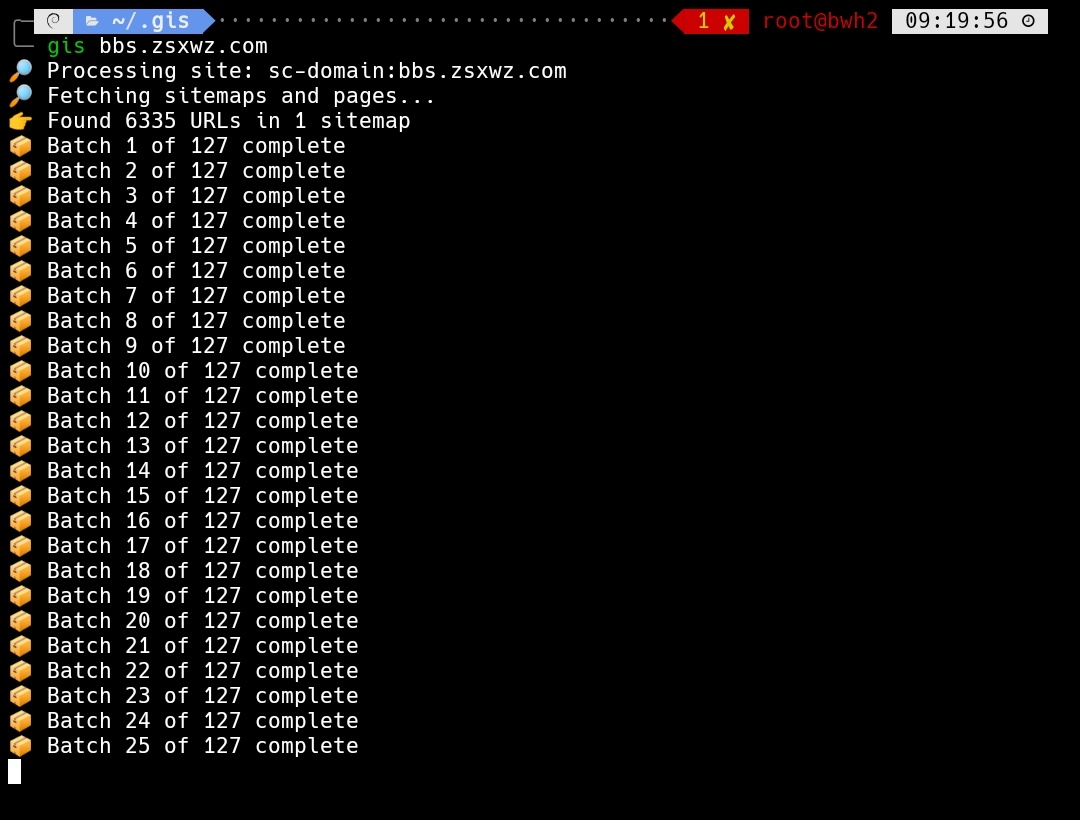 ~/.gis 1 ✘ root@bwh2 09:19:56
gis bbs.zsxwz.com
Processing site: sc-domain:bbs.zsxwz.com
Fetching sitemaps and pages...
Found 6335 URLs in 1 sitemap
Batch 1 of 127 complete
Batch 2 of 127 complete
Batch 3 of 127 complete
Batch 4 of 127 complete
Batch 5 of 127 complete
Batch 6 of 127 complete
Batch 7 of 127 complete
Batch 8 of 127 complete
Batch 9 of 127 complete
Batch 10 of 127 complete
Batch 11 of 127 complete
Batch 12 of 127 complete
Batch 13 of 127 complete
Batch 14 of 127 complete
Batch 15 of 127 complete
Batch 16 of 127 complete
Batch 17 of 127 complete
Batch 18 of 127 complete
Batch 19 of 127 complete
Batch 20 of 127 complete
Batch 21 of 127 complete
Batch 22 of 127 complete
Batch 23 of 127 complete
Batch 24 of 127 complete
Batch 25 of 127 complete